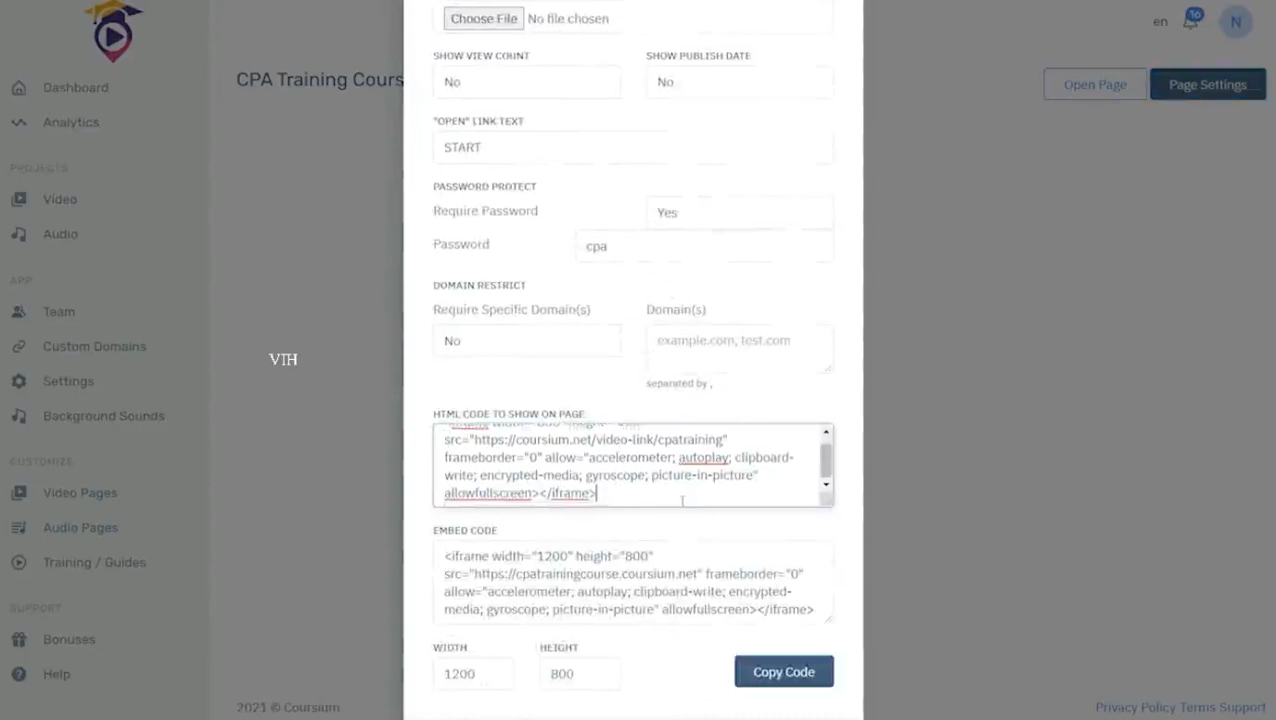 Choose File No file chosen
en
16
N
Dashboard
CPA Training Cours
Open Page
Page Settings
Analytics
SHOW VIEW COUNT
SHOW PUBLISH DATE
No
No
"OPEN" LINK TEXT
START
PROJECTS
Video
Audio
PASSWORD PROTECT
Require Password
Yes
Password
cpa
APP
Team
Custom Domains
Settings
Background Sounds
VIH
DOMAIN RESTRICT
Require Specific Domain(s)
Domain(s)
No
example.com, test.com
separated by ,
HTML CODE TO SHOW ON PAGE
src="https://coursium.net/video-link/cpatraining"
frameborder="0" allow="accelerometer; autoplay; clipboard-
write; encrypted-media; gyroscope; picture-in-picture"
allowfullscreen></iframe>
CUSTOMIZE
Video Pages
Audio Pages
Training / Guides
EMBED CODE
<iframe width="1200" height="800"
src="https://cpatrainingcourse.coursium.net" frameborder="0"
allow="accelerometer; autoplay; clipboard-write; encrypted-
media; gyroscope; picture-in-picture" allowfullscreen></iframe>
SUPPORT
Bonuses
Help
WIDTH
HEIGHT
1200
800
Copy Code
2021 © Coursium
Privacy Policy Terms Support